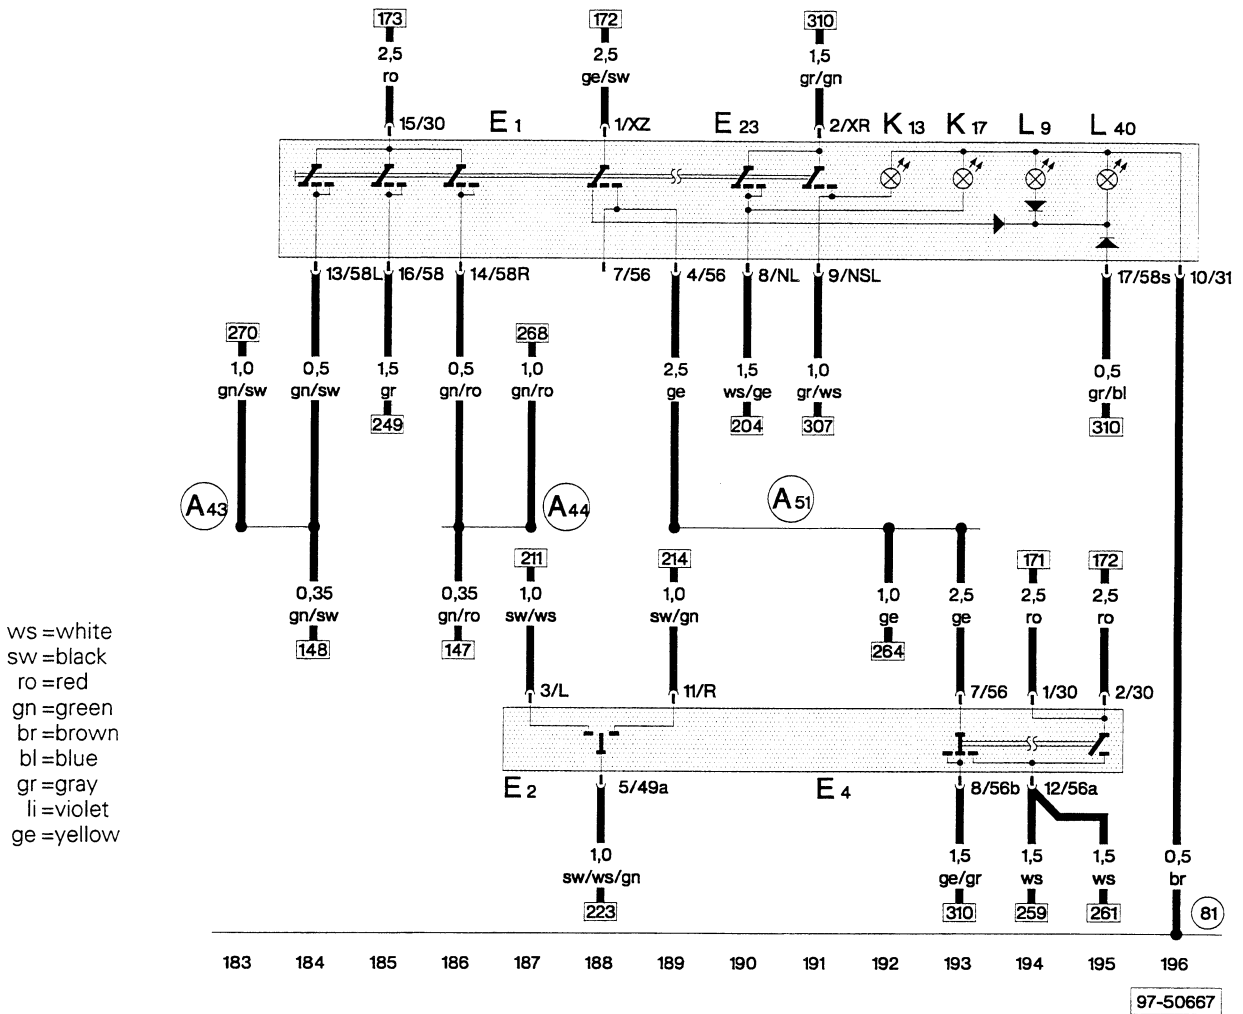 173 172 310
2,5 2,5 1,5
ro ge/sw gr/gn
15/30 E 1 1/XZ E 23 2/XR K 13 K 17 L 9 L 40
13/58L 16/58 14/58R 7/56 4/56 8/NL 9/NSL 17/58s 10/31
270 268
1,0 0,5 1,5 0,5 1,0 2,5 1,5 1,0 0,5
gn/sw gn/sw gr gn/ro gn/ro ge ws/ge gr/ws gr/bl
249 204 307 310
A 43 A 44 A 51
211 214 171 172
0,35 0,35 1,0 1,0 1,0 2,5 2,5 2,5
gn/sw gn/ro sw/ws sw/gn ge ge ro ro
148 147 264
ws =white
sw =black
ro =red
gn =green
br =brown
bl =blue
gr =gray
li =violet
ge =yellow
3/L 11/R 7/56 1/30 2/30
E 2 5/49a E 4 8/56b 12/56a
1,0 1,5 1,5 1,5 0,5
sw/ws/gn ge/gr ws ws br
223 310 259 261 81
183 184 185 186 187 188 189 190 191 192 193 194 195 196
97-50667